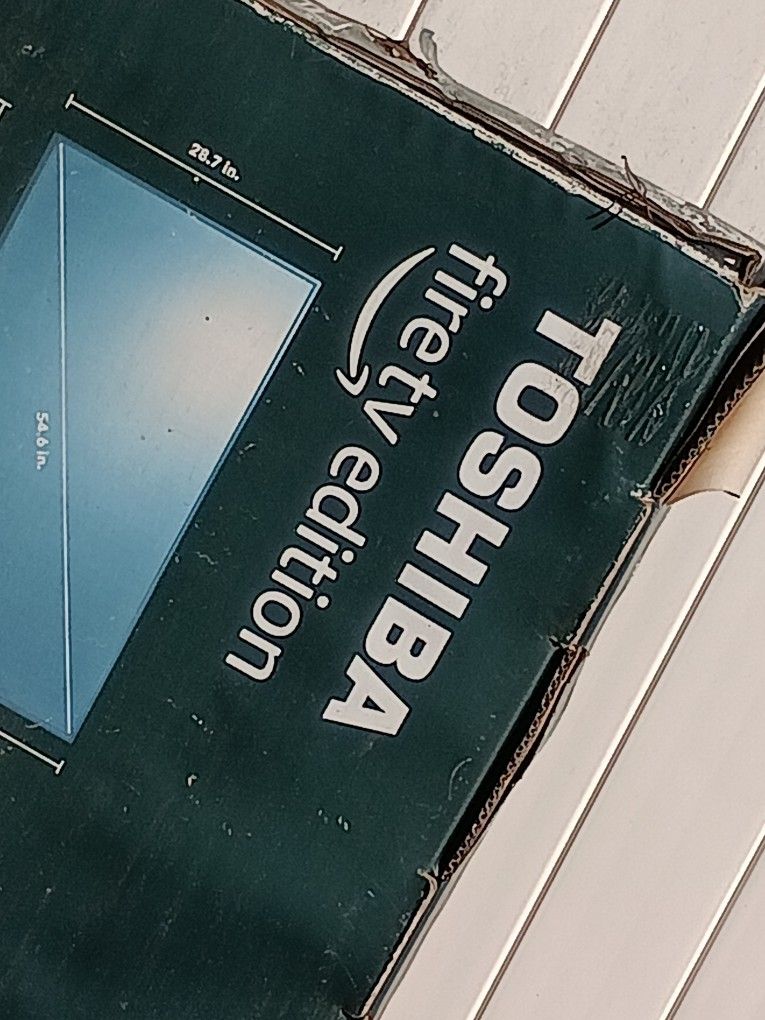 TOSHIBA
firetv edition
28.7 in.
54.6 in.